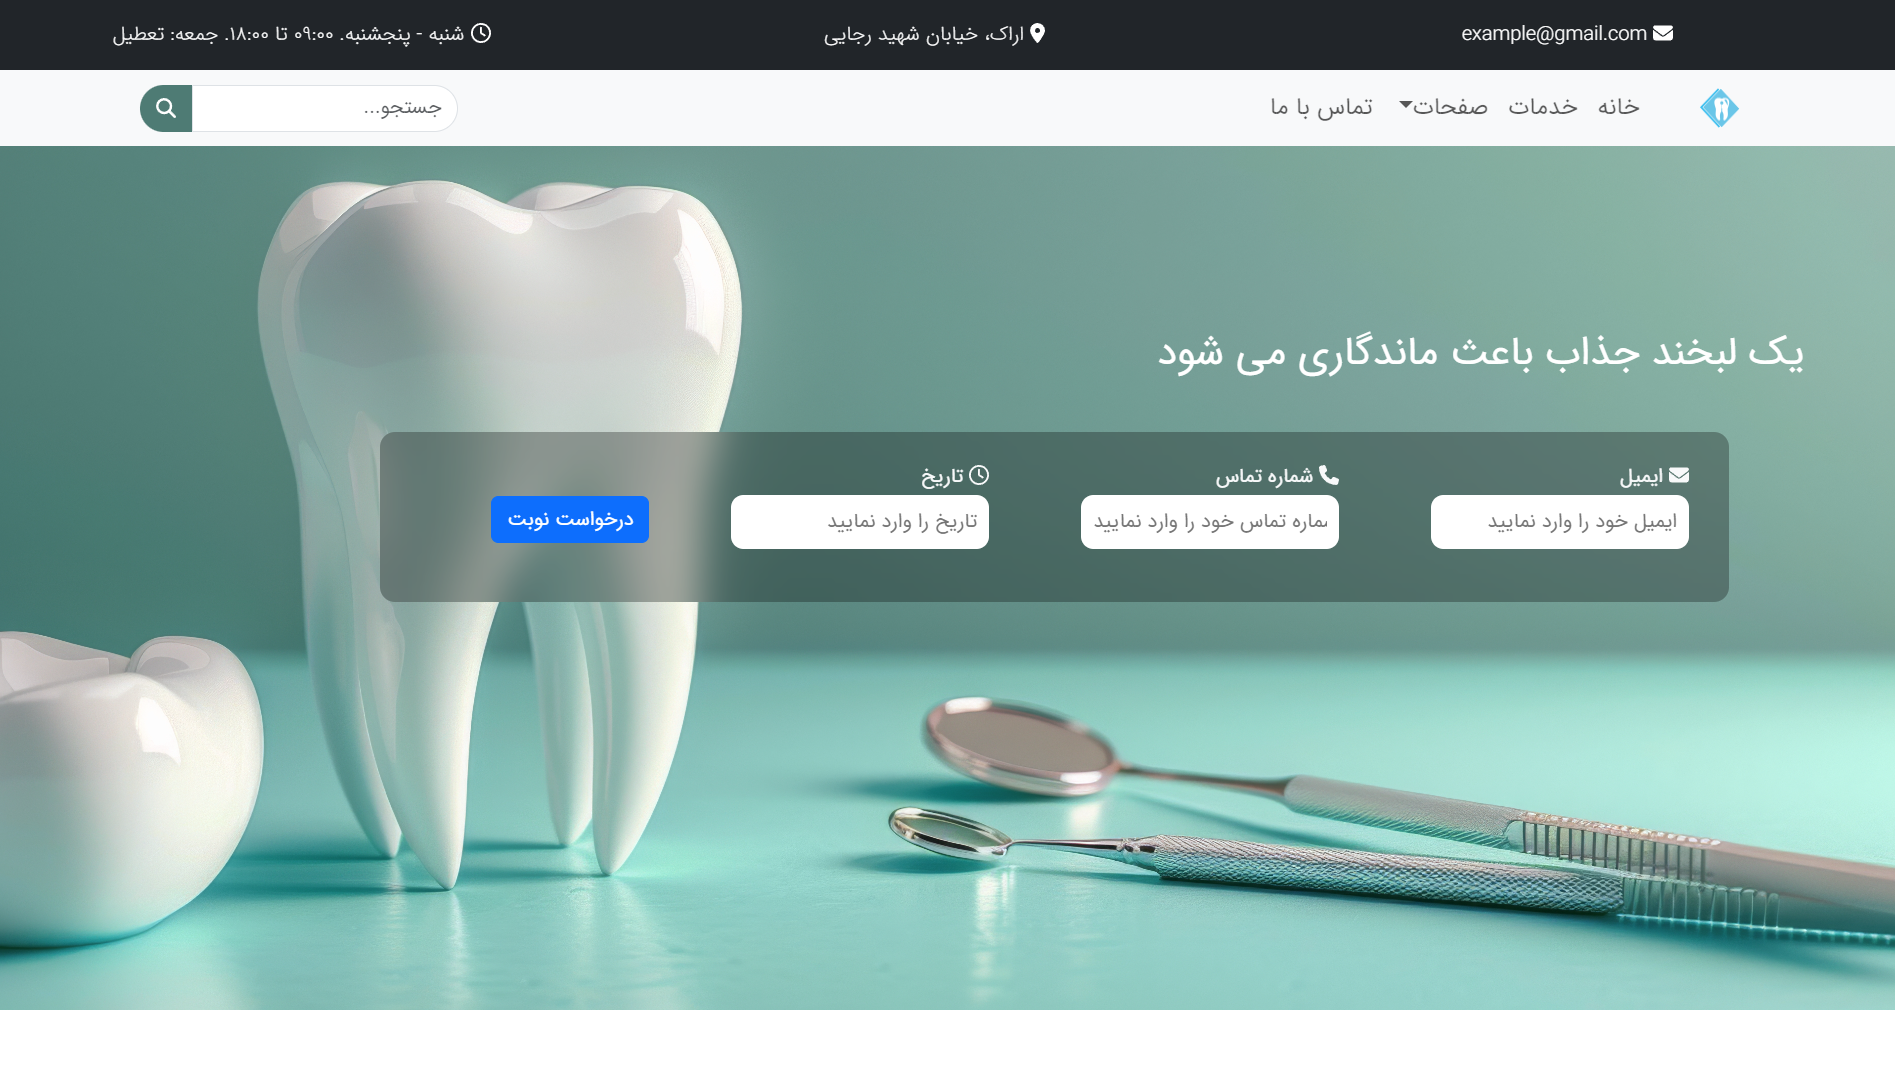 example@gmail.com
اراک، خیابان شهید رجایی
شنبه - پنجشنبه. ۰۹:۰۰ تا ۱۸:۰۰. جمعه: تعطیل
خانه
خدمات
صفحات
تماس با ما
جستجو...
یک لبخند جذاب باعث ماندگاری می شود
ایمیل
شماره تماس
تاریخ
ایمیل خود را وارد نمایید
ماره تماس خود را وارد نمایید
تاریخ را وارد نمایید
درخواست نوبت